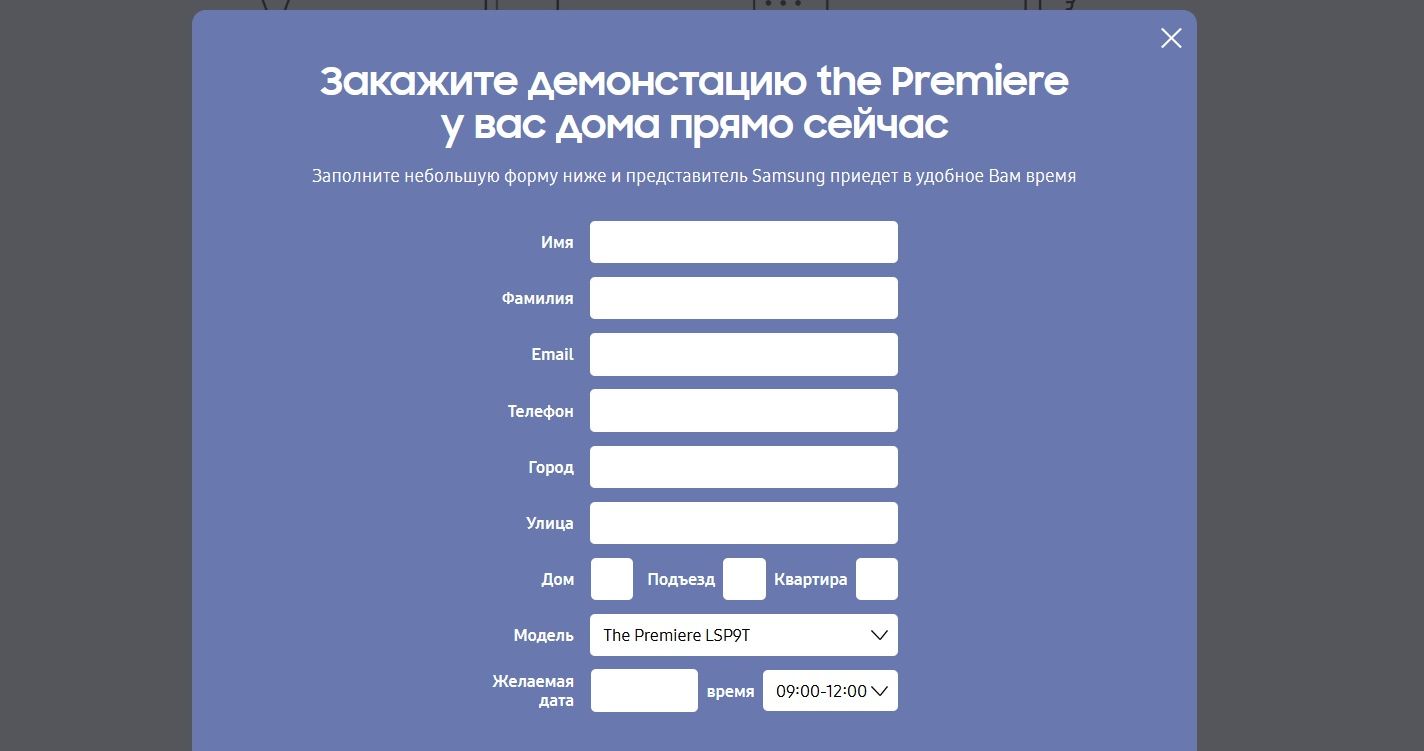 Закажите демонстацию the Premiere
у вас дома прямо сейчас
Заполните небольшую форму ниже и представитель Samsung приедет в удобное Вам время
Имя
Фамилия
Email
Телефон
Город
Улица
Дом Подъезд Квартира
Модель The Premiere LSP9T
Желаемая
дата время 09:00-12:00